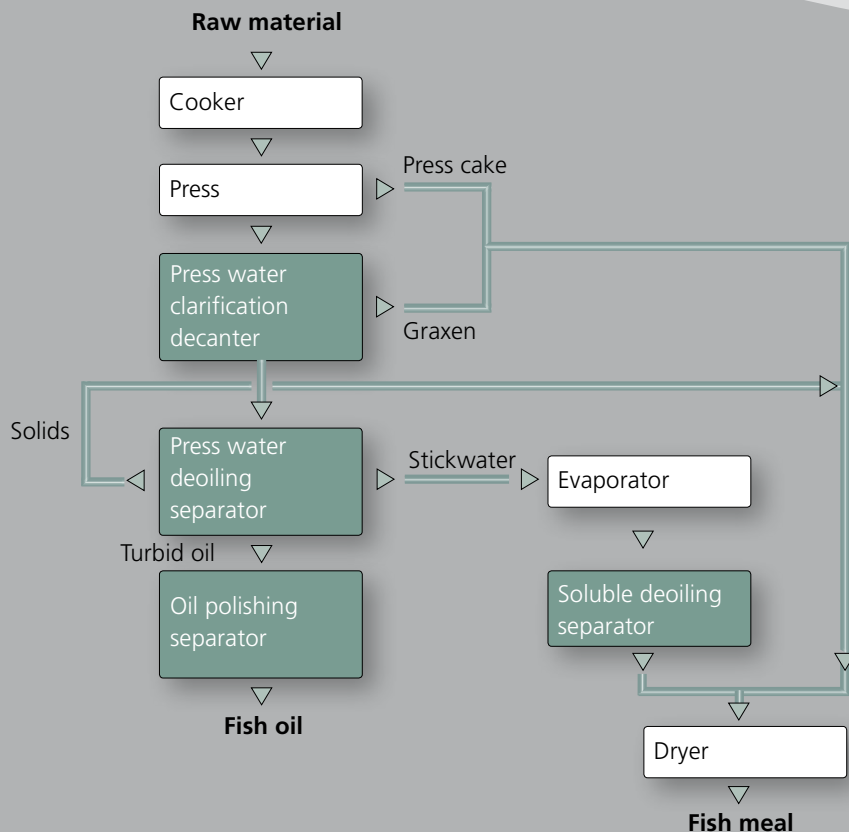 Raw material
Cooker
Press cake
Press
Press water
clarification
decanter
Graxen
Solids
Press water
deoiling
separator
Stickwater
Evaporator
Turbid oil
Oil polishing
separator
Soluble deoiling
separator
Fish oil
Dryer
Fish meal